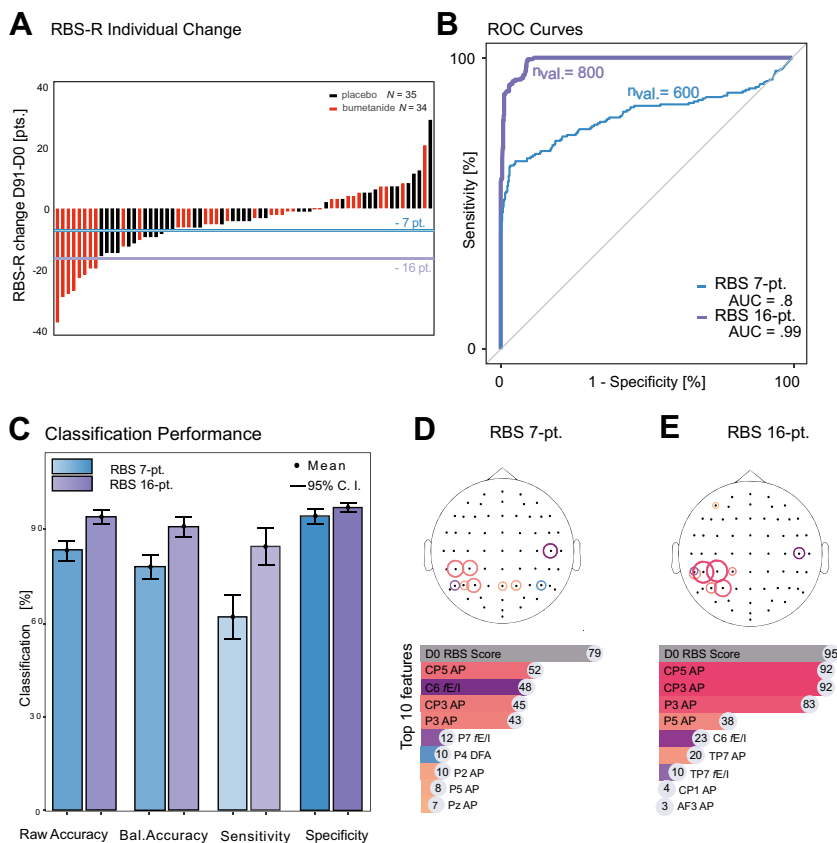 A RBS-R Individual Change
RBS-R change D91-D0 [pts.]
40
20
0
-20
-40
placebo N = 35
bumetanide N = 34
- 7 pt.
- 16 pt.
B ROC Curves
Sensitivity [%]
100
0
n val. = 800
n val. = 600
RBS 7-pt.
AUC = .8
RBS 16-pt.
AUC = .99
0 1 - Specificity [%] 100
C Classification Performance
Classification [%]
90
60
30
0
RBS 7-pt.
RBS 16-pt.
Mean
95% C. I.
Raw Accuracy Bal.Accuracy Sensitivity Specificity
D RBS 7-pt.
Top 10 features
D0 RBS Score 79
CP5 AP 52
C6 fE/I 48
CP3 AP 45
P3 AP 43
12 P7 fE/I
10 P4 DFA
10 P2 AP
8 P5 AP
7 Pz AP
E RBS 16-pt.
D0 RBS Score 95
CP5 AP 92
CP3 AP 92
P3 AP 83
P5 AP 38
23 C6 fE/I
20 TP7 AP
10 TP7 fE/I
4 CP1 AP
3 AF3 AP